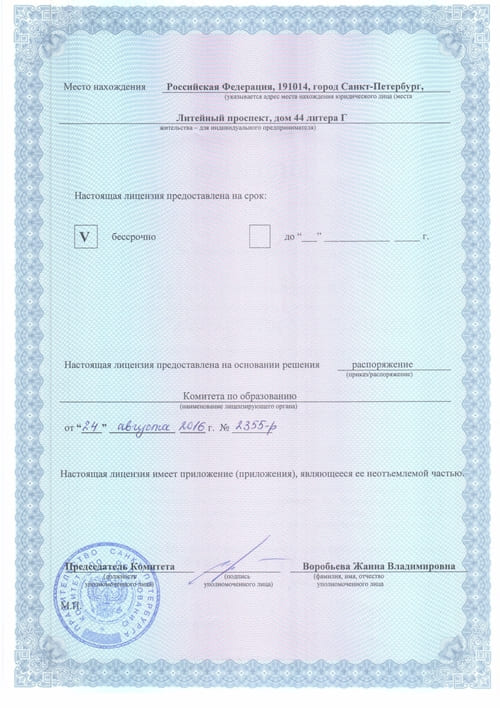 Место нахождения Российская Федерация, 191014, город Санкт-Петербург,
(указывается адрес места нахождения юридического лица (места
Литейный проспект, дом 44 литера Г
жительства – для индивидуального предпринимателя)
Настоящая лицензия предоставлена на срок:
V бессрочно до “___” ____________ _____ г.
Настоящая лицензия предоставлена на основании решения распоряжение
(приказ/распоряжение)
Комитета по образованию
(наименование лицензирующего органа)
от “24” августа 2016 г. № 2355-р
Настоящая лицензия имеет приложение (приложения), являющееся ее неотъемлемой частью.
Председатель Комитета Воробьева Жанна Владимировна
(должность (подпись (фамилия, имя, отчество
уполномоченного лица) уполномоченного лица) уполномоченного лица)
М.П.
ПРАВИТЕЛЬСТВО САНКТ-ПЕТЕРБУРГА
КОМИТЕТ ПО ОБРАЗОВАНИЮ